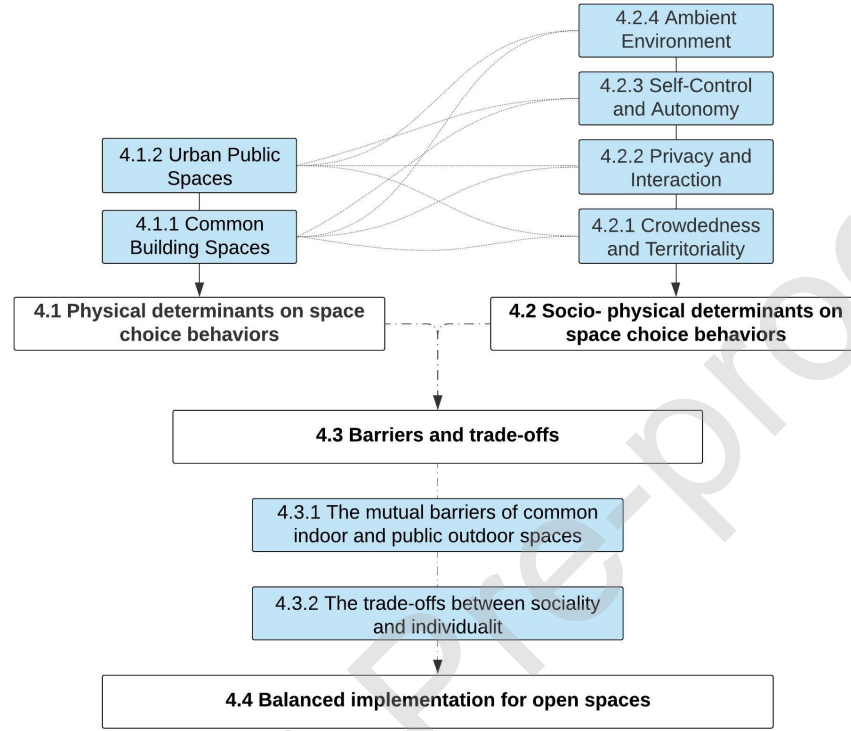 4.2.4 Ambient
Environment
4.2.3 Self-Control
and Autonomy
4.1.2 Urban Public
Spaces
4.2.2 Privacy and
Interaction
4.1.1 Common
Building Spaces
4.2.1 Crowdedness
and Territoriality
4.1 Physical determinants on space
choice behaviors
4.2 Socio- physical determinants on
space choice behaviors
4.3 Barriers and trade-offs
4.3.1 The mutual barriers of common
indoor and public outdoor spaces
4.3.2 The trade-offs between sociality
and individualit
4.4 Balanced implementation for open spaces
Pre-proo